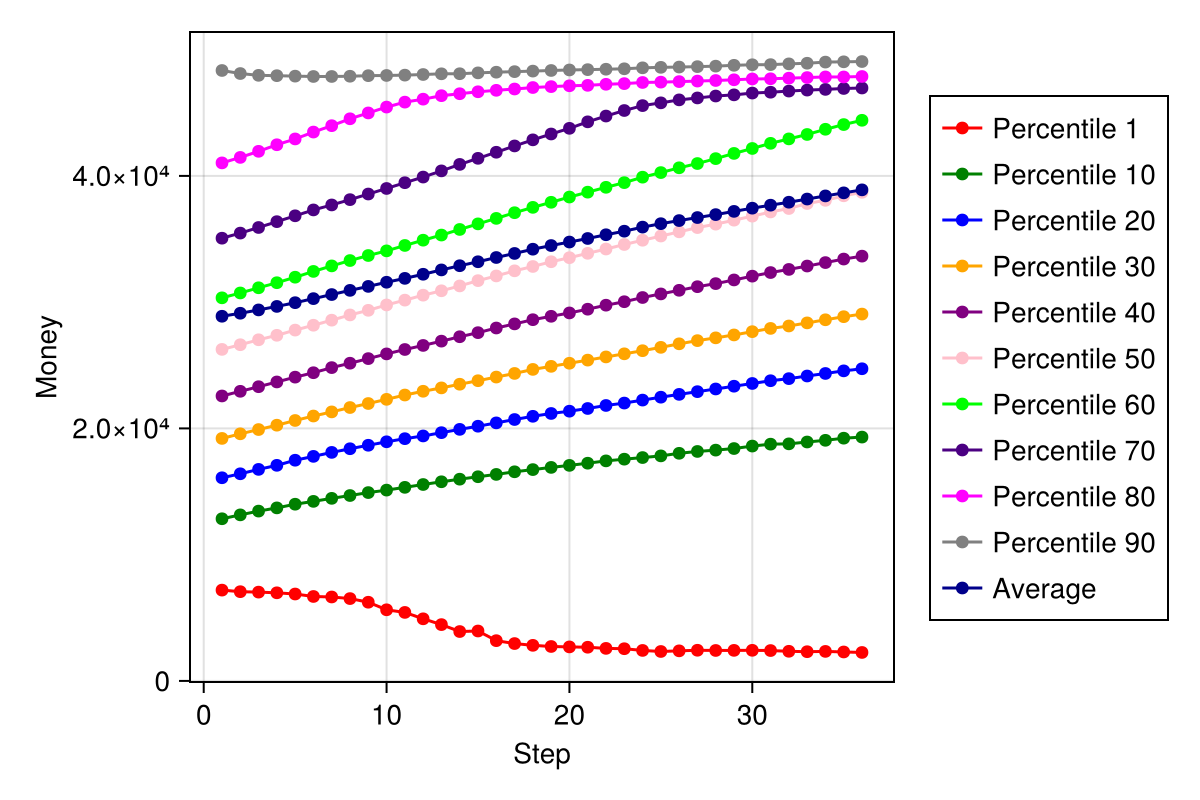 Money
4.0×10⁴
2.0×10⁴
0
0 10 20 30
Step
Percentile 1
Percentile 10
Percentile 20
Percentile 30
Percentile 40
Percentile 50
Percentile 60
Percentile 70
Percentile 80
Percentile 90
Average